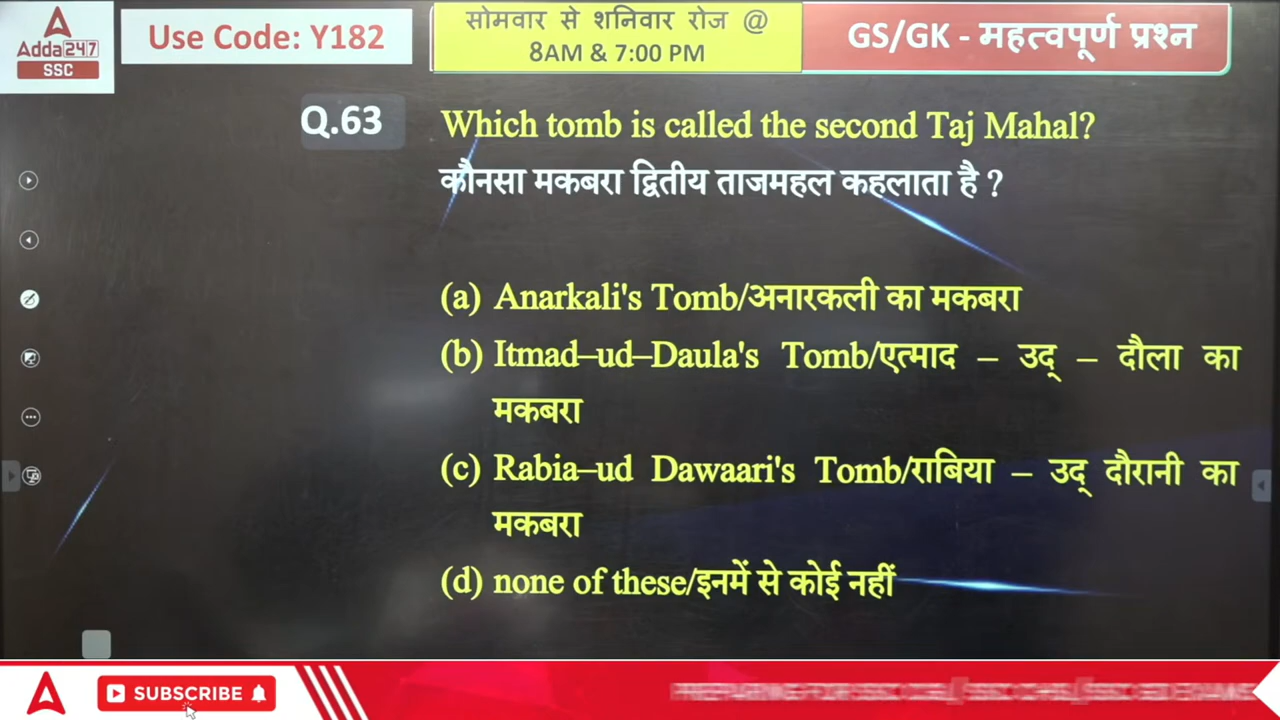 Adda247
SSC
Use Code: Y182
सोमवार से शनिवार रोज @
8AM & 7:00 PM
GS/GK - महत्वपूर्ण प्रश्न
Q.63
Which tomb is called the second Taj Mahal?
कौनसा मकबरा द्वितीय ताजमहल कहलाता है ?
(a) Anarkali's Tomb/अनारकली का मकबरा
(b) Itmad–ud–Daula's Tomb/एत्माद – उद् – दौला का
मकबरा
(c) Rabia–ud Dawaari's Tomb/राबिया – उद् दौरानी का
मकबरा
(d) none of these/इनमें से कोई नहीं
SUBSCRIBE